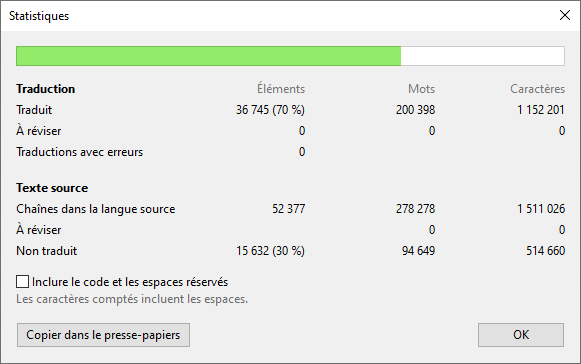 Statistiques
Traduction Éléments Mots Caractères
Traduit 36 745 (70 %) 200 398 1 152 201
À réviser 0 0 0
Traductions avec erreurs 0
Texte source
Chaînes dans la langue source 52 377 278 278 1 511 026
À réviser 0 0
Non traduit 15 632 (30 %) 94 649 514 660
Inclure le code et les espaces réservés
Les caractères comptés incluent les espaces.
Copier dans le presse-papiers OK